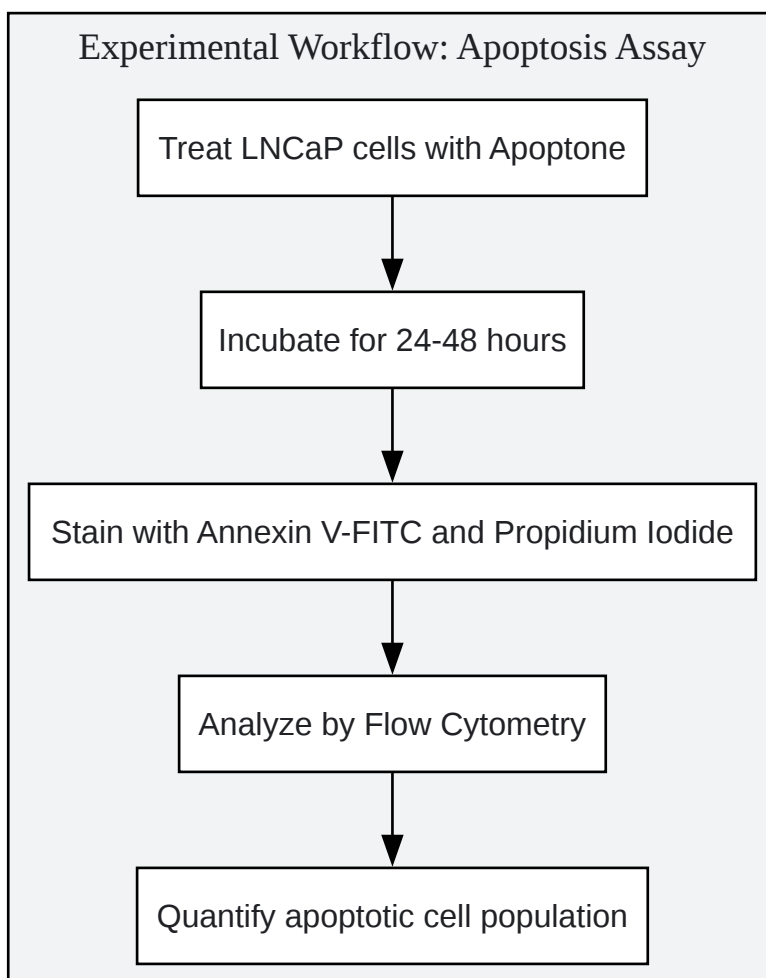 Experimental Workflow: Apoptosis Assay
Treat LNCaP cells with Apoptone
Incubate for 24-48 hours
Stain with Annexin V-FITC and Propidium Iodide
Analyze by Flow Cytometry
Quantify apoptotic cell population